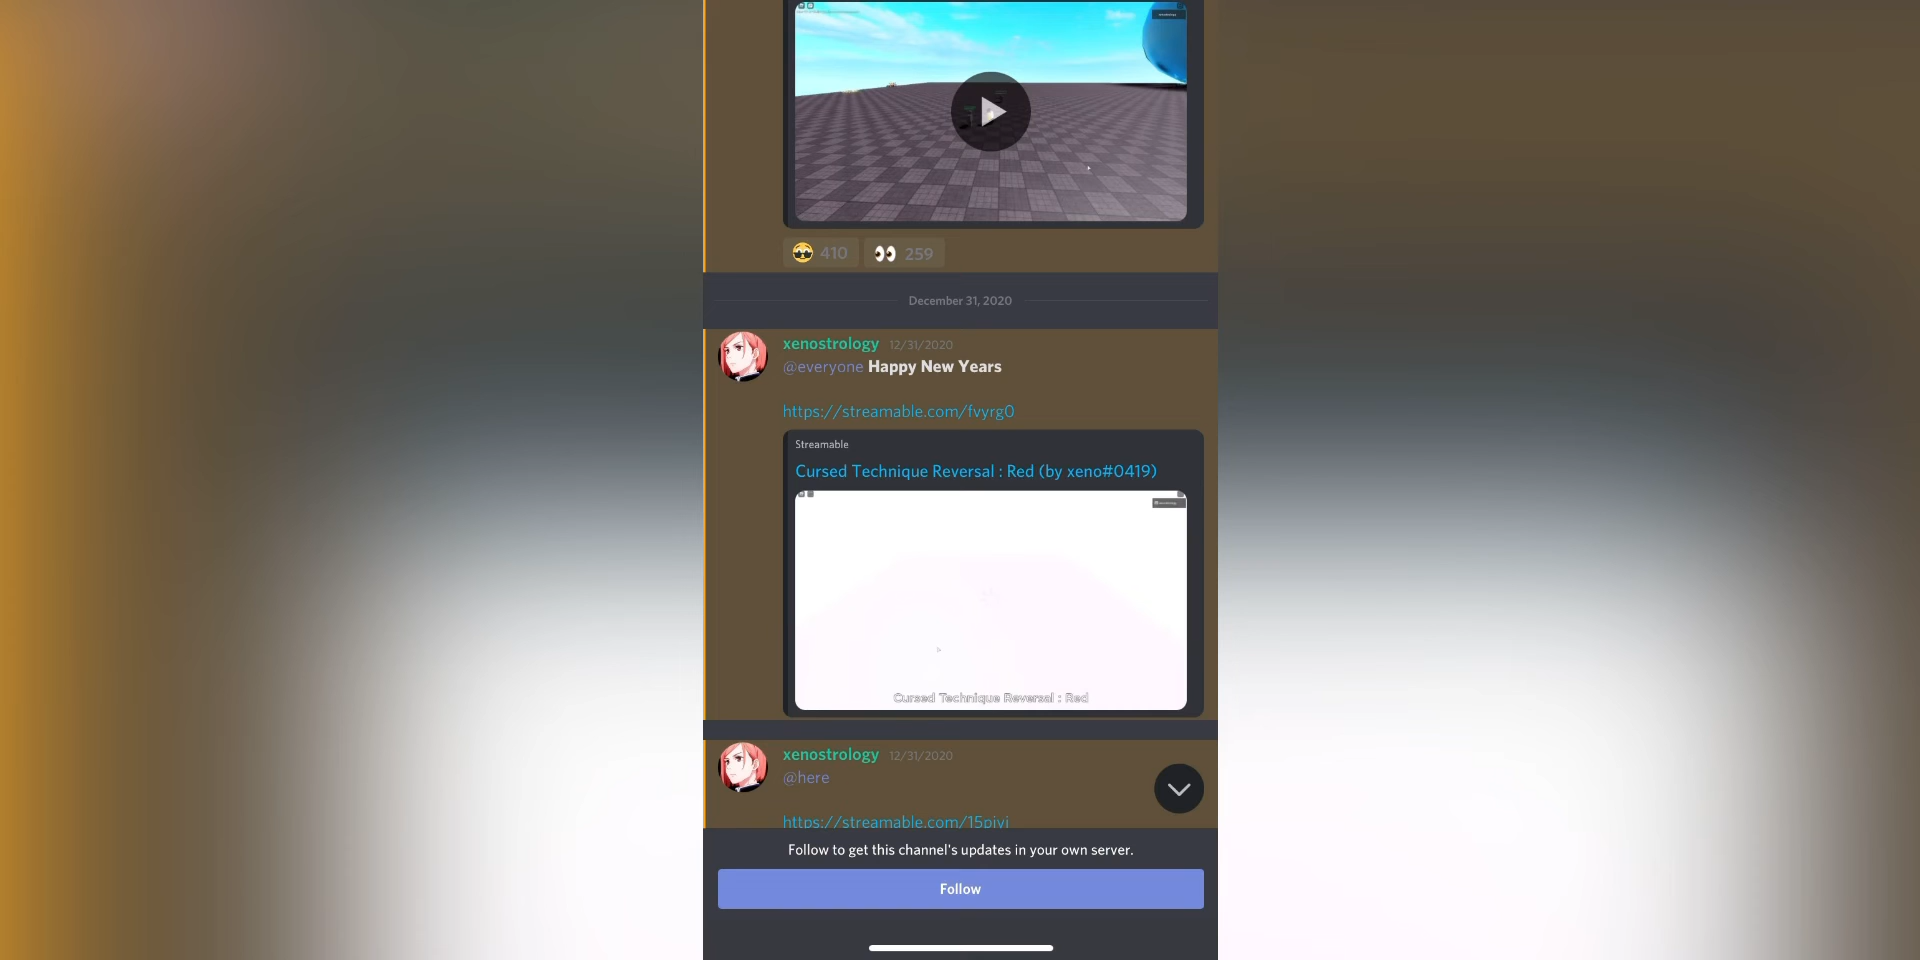 410 259
December 31, 2020
xenostrology 12/31/2020
@everyone Happy New Years
https://streamable.com/fvyrg0
Streamable
Cursed Technique Reversal : Red (by xeno#0419)
Cursed Technique Reversal : Red
xenostrology 12/31/2020
@here
https://streamable.com/15pivi
Follow to get this channel's updates in your own server.
Follow